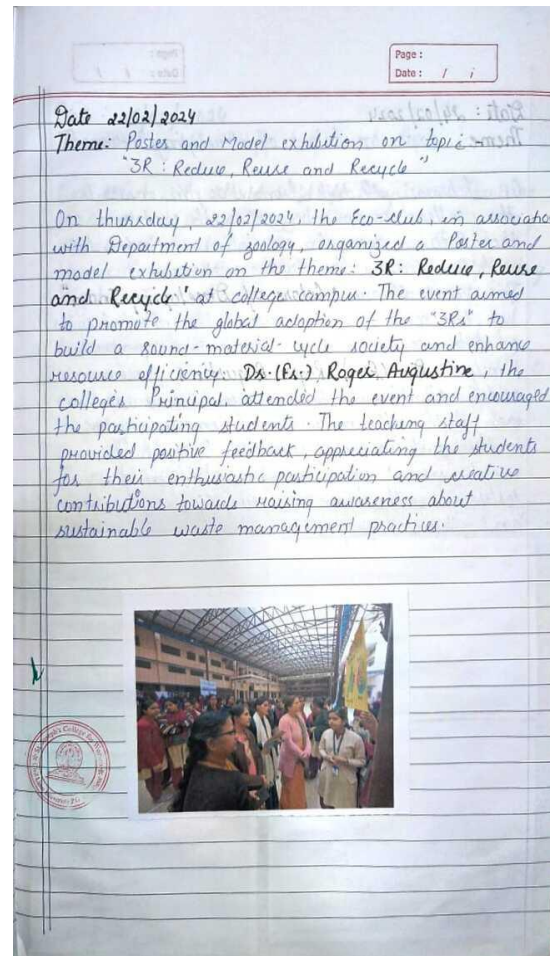 Page :
Date : / /
Date 22/02/2024
Theme: Poster and Model exhibition on topic
"3R: Reduce, Reuse and Recycle"
On thursday, 22/02/2024, the Eco-club, in associatio
with Department of zoology, organized a Poster and
model exhibition on the theme: 3R: Reduce, Reuse
and Recycle' at college campus. The event aimed
to promote the global adoption of the "3Rs" to
build a sound-material-cycle society and enhance
resource efficiency. Dr.(Fr.) Roger Augustine, the
college's Principal, attended the event and encouraged
the participating students. The teaching staff
provided positive feedback, appreciating the students
for their enthusiastic participation and creative
contributions towards raising awareness about
sustainable waste management practices.